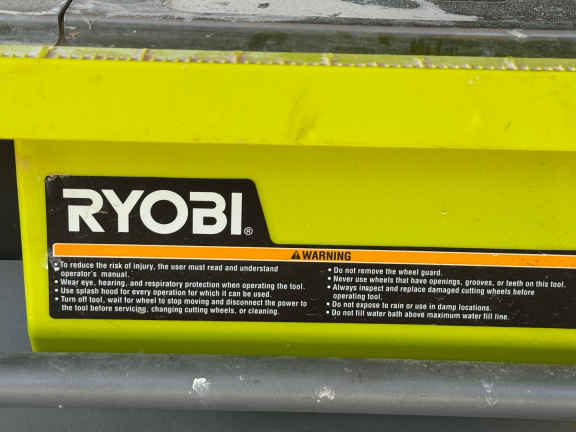 RYOBI®
⚠WARNING
• To reduce the risk of injury, the user must read and understand
operator's manual.
• Wear eye, hearing, and respiratory protection when operating the tool.
• Use splash hood for every operation for which it can be used.
• Turn off tool, wait for wheel to stop moving and disconnect the power to
the tool before servicing, changing cutting wheels, or cleaning.
• Do not remove the wheel guard.
• Never use wheels that have openings, grooves, or teeth on this tool.
• Always inspect and replace damaged cutting wheels before
operating tool.
• Do not expose to rain or use in damp locations.
• Do not fill water bath above maximum water fill line.